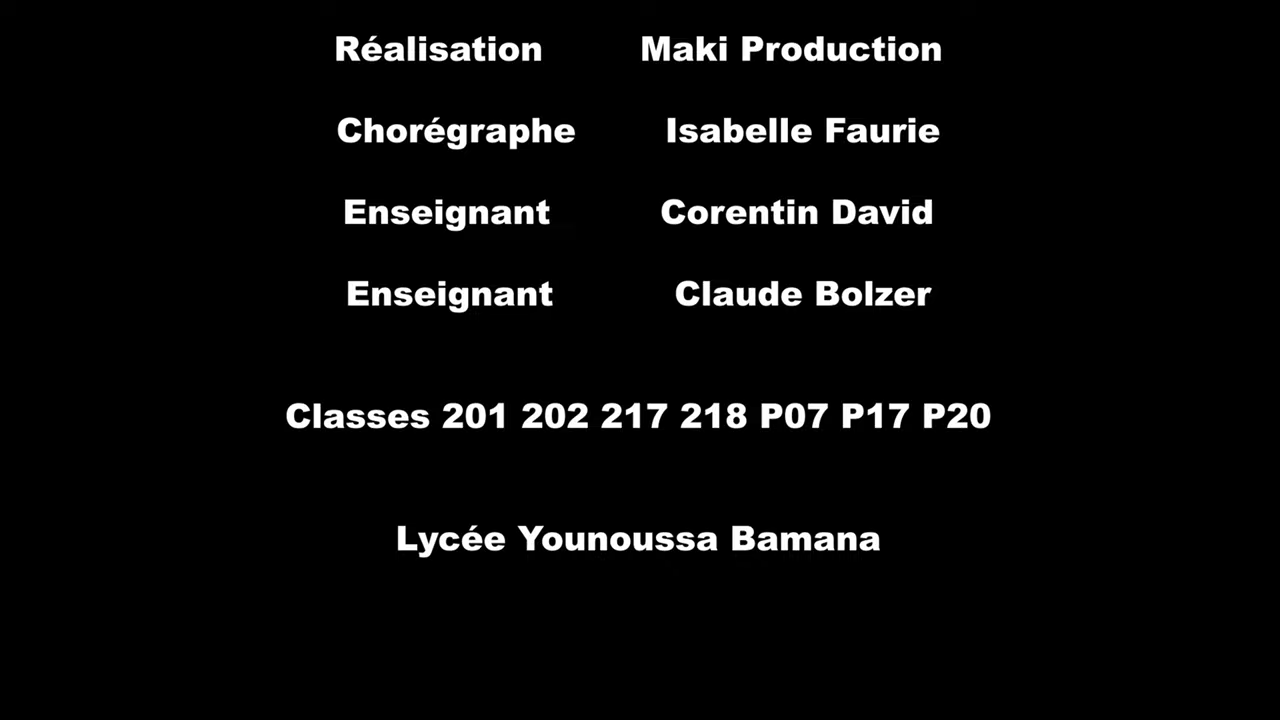 Réalisation Maki Production
Chorégraphe Isabelle Faurie
Enseignant Corentin David
Enseignant Claude Bolzer
Classes 201 202 217 218 P07 P17 P20
Lycée Younoussa Bamana